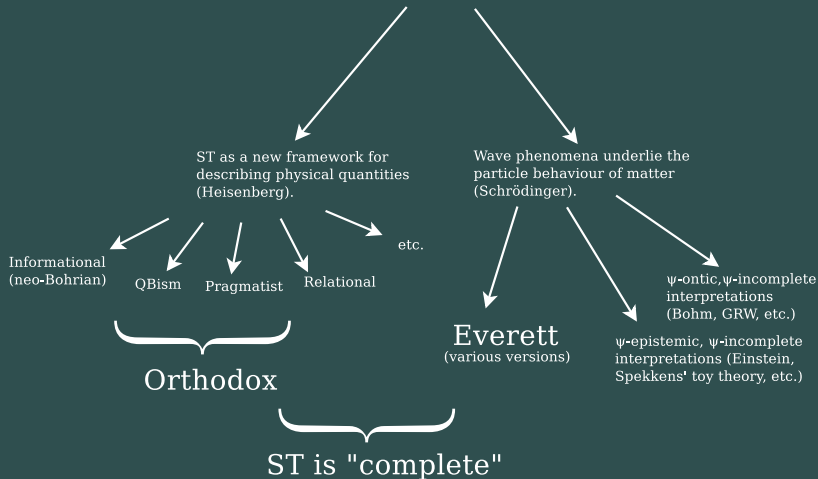 ST as a new framework for
describing physical quantities
(Heisenberg).
Wave phenomena underlie the
particle behaviour of matter
(Schrödinger).
etc.
Informational
(neo-Bohrian)
QBism
Pragmatist
Relational
ψ-ontic,ψ-incomplete
interpretations
(Bohm, GRW, etc.)
Everett
(various versions)
ψ-epistemic, ψ-incomplete
interpretations (Einstein,
Spekkens' toy theory, etc.)
Orthodox
ST is "complete"